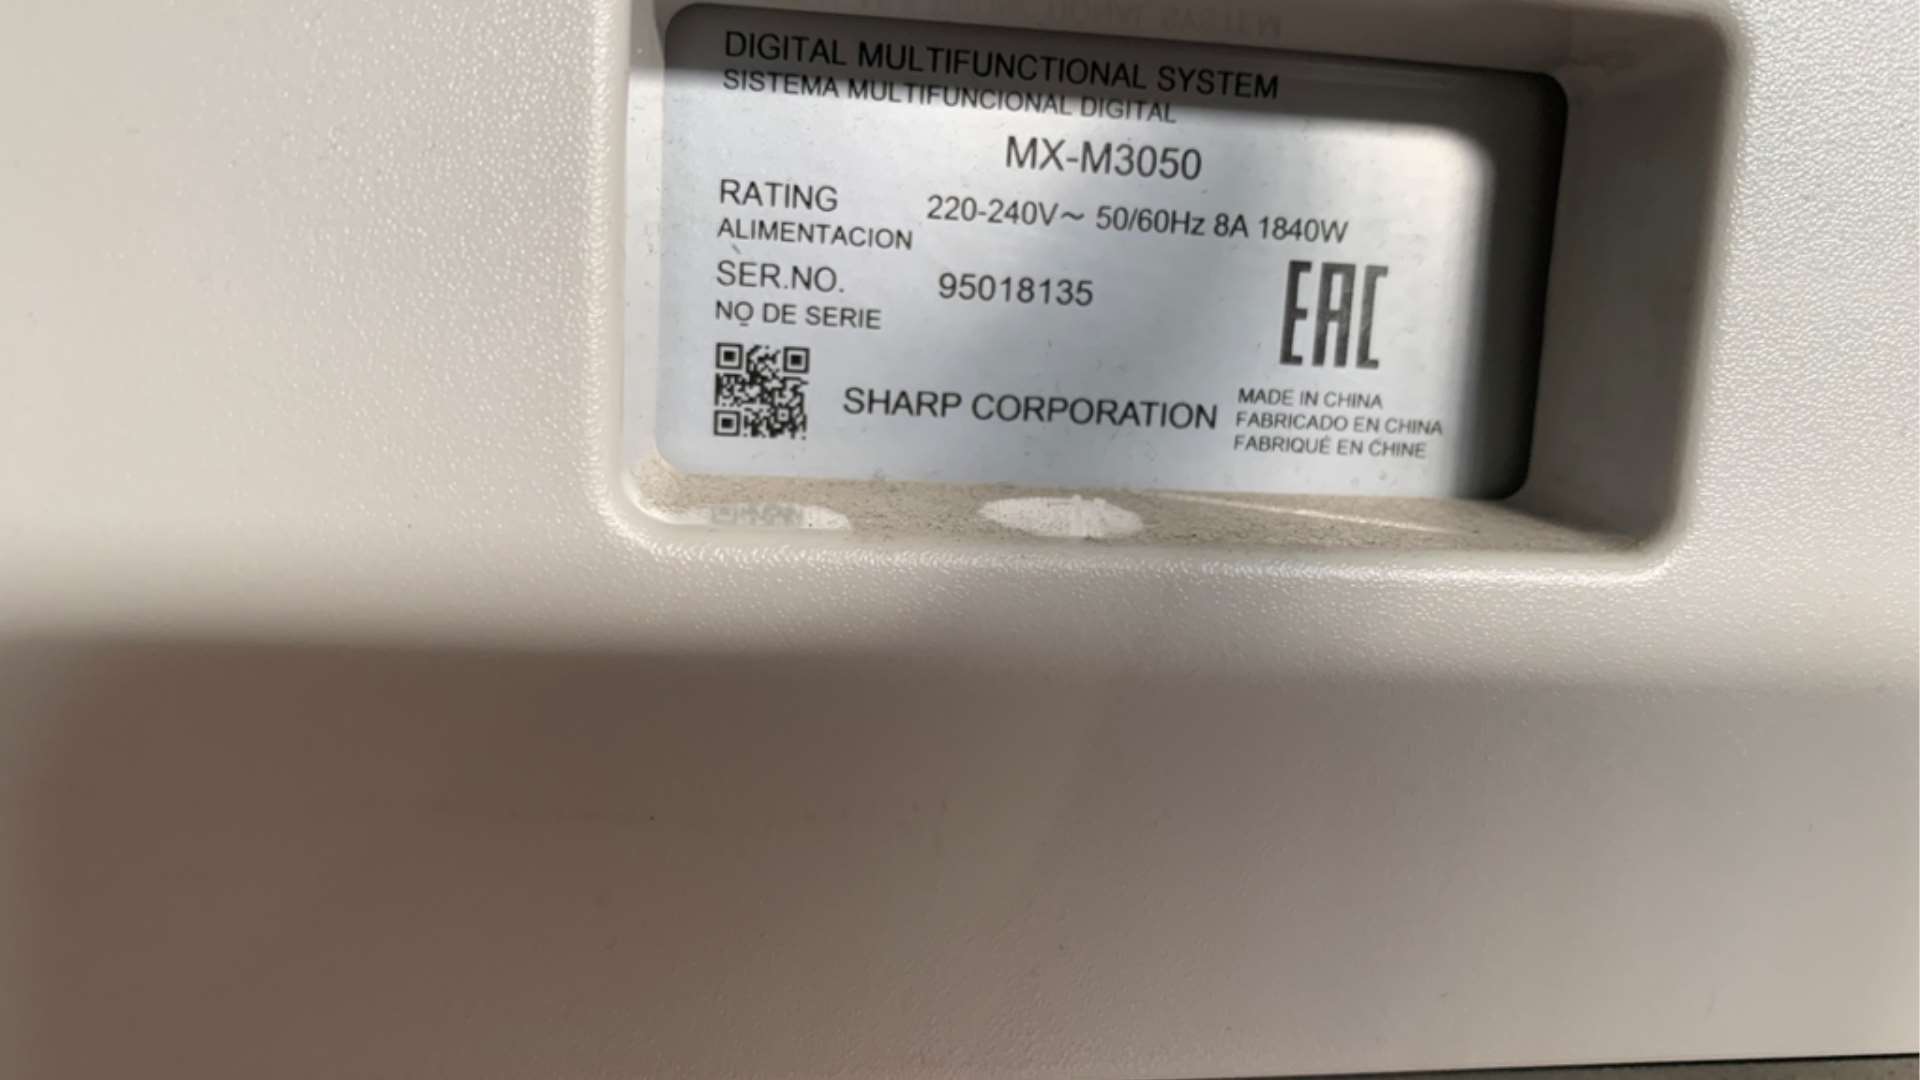 DIGITAL MULTIFUNCTIONAL SYSTEM
SISTEMA MULTIFUNCIONAL DIGITAL
MX-M3050
RATING 220-240V～ 50/60Hz 8A 1840W
ALIMENTACION
SER.NO. 95018135
NO DE SERIE
EAC
SHARP CORPORATION
MADE IN CHINA
FABRICADO EN CHINA
FABRIQUÉ EN CHINE